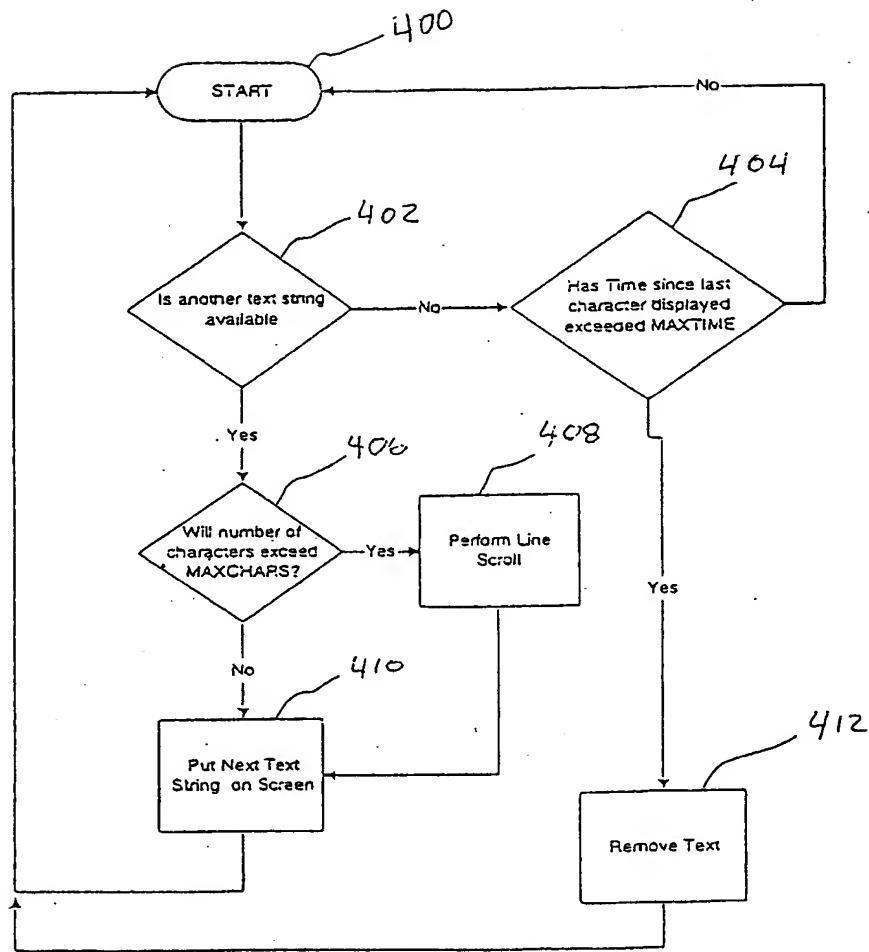 400
START
No
404
402
Is another text string
available
No
Has Time since last
character displayed
exceeded MAXTIME
Yes
406
408
Will number of
characters exceed
MAXCHARS?
Yes
Perform Line
Scroll
Yes
No
410
412
Put Next Text
String on Screen
Remove Text